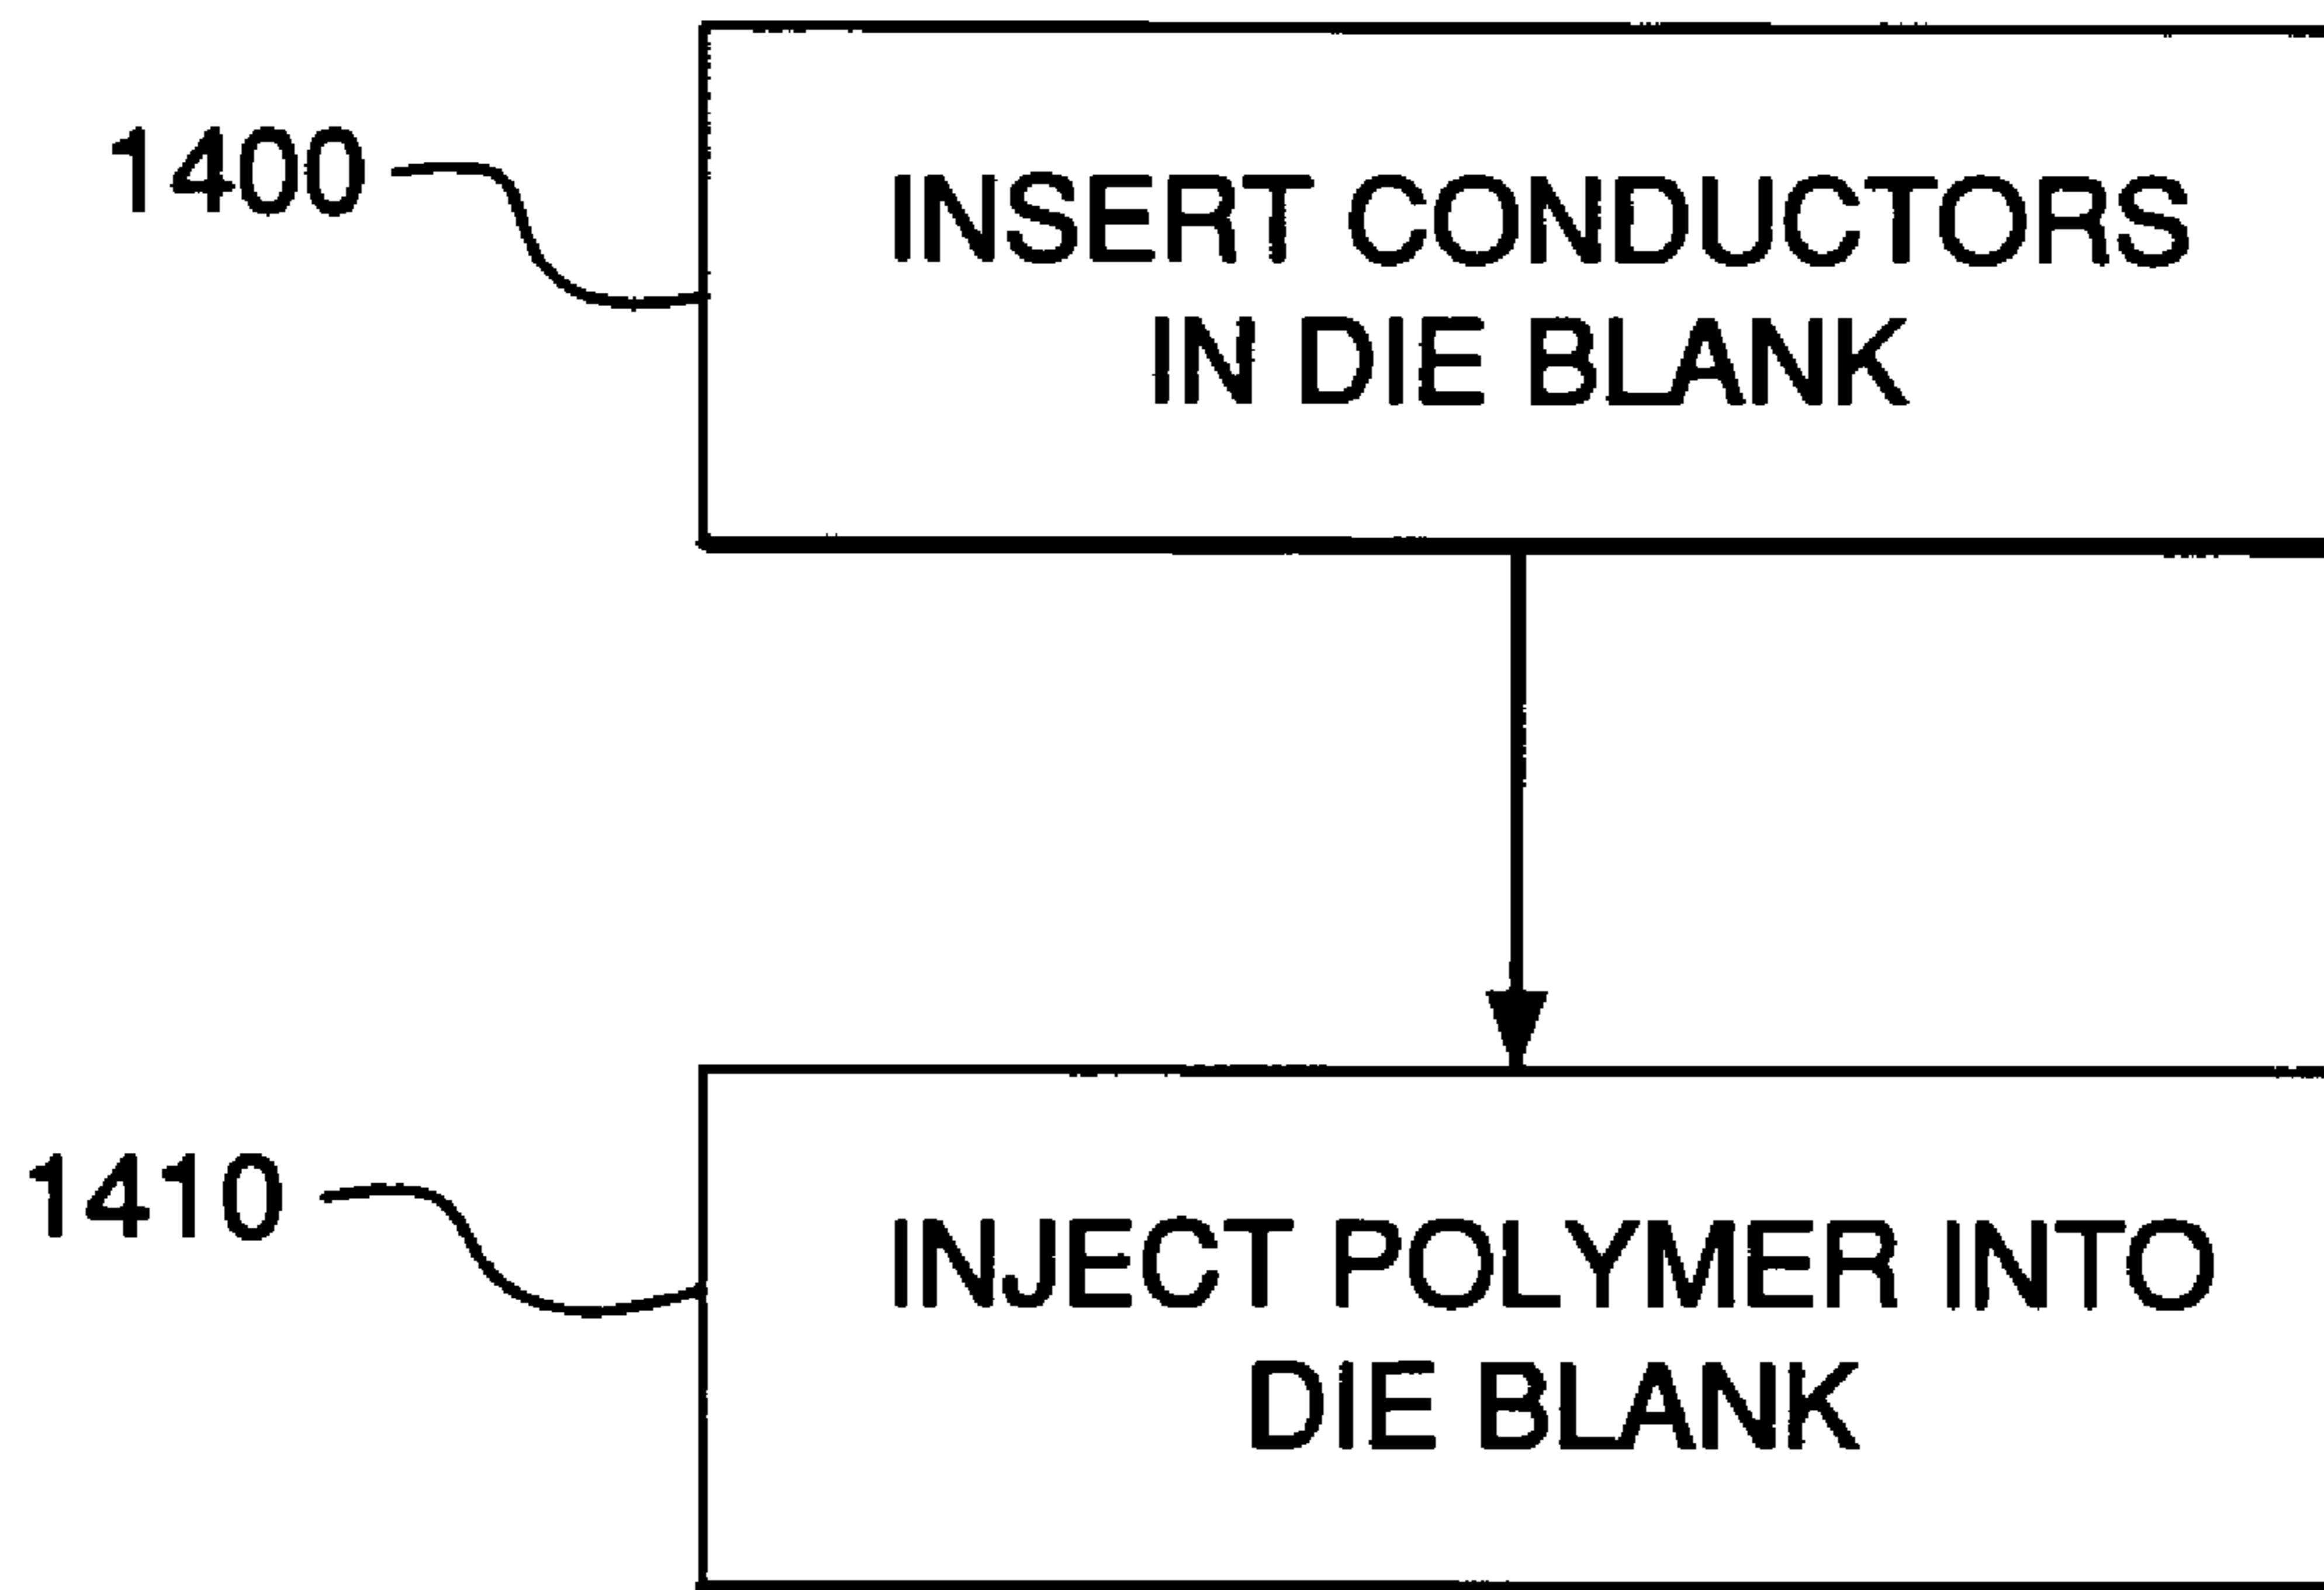 1400
INSERT CONDUCTORS
IN DIE BLANK
1410
INJECT POLYMER INTO
DIE BLANK